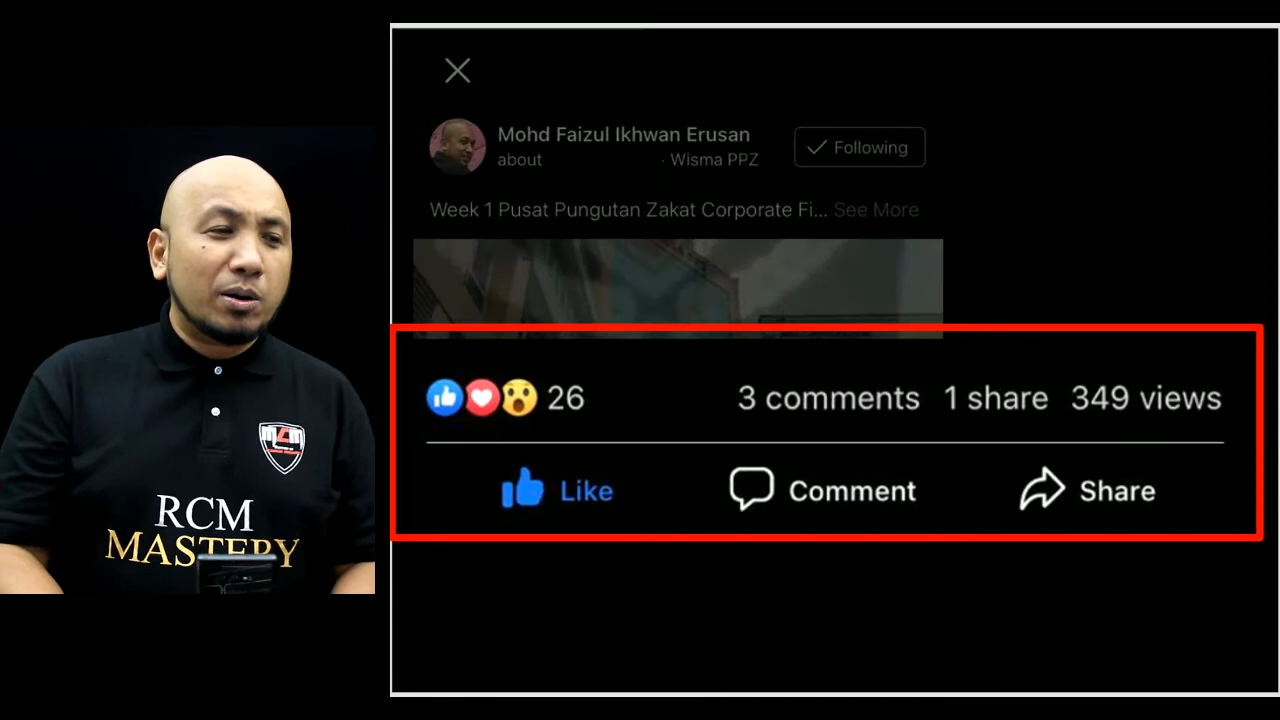 Mohd Faizul Ikhwan Erusan
about · Wisma PPZ
Following
Week 1 Pusat Pungutan Zakat Corporate Fi... See More
26
3 comments 1 share 349 views
Like
Comment
Share
RCM
MASTERY